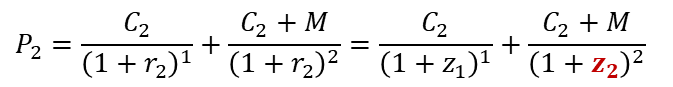 P₂ = C₂/(1 + r₂)¹ + (C₂ + M)/(1 + r₂)² = C₂/(1 + z₁)¹ + (C₂ + M)/(1 + z₂)²